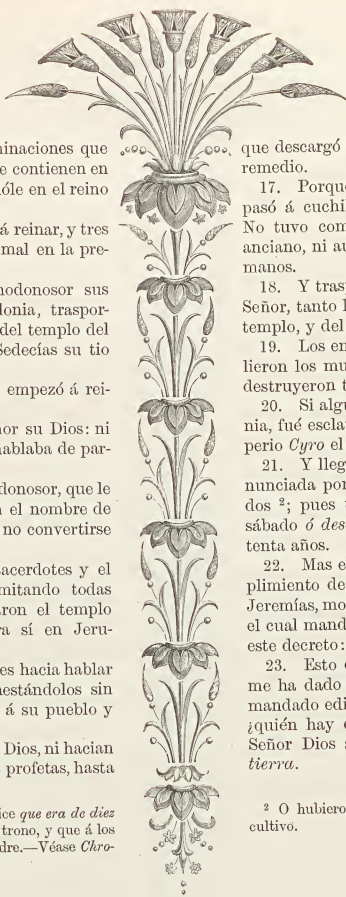 minaciones que
e contienen en
óle en el reino
á reinar, y tres
mal en la pre-
nodonosor sus
lonia, traspor-
del templo del
Sedecías su tio
empezó á rei-
or su Dios: ni
hablaba de par-
donosor, que le
el nombre de
no convertirse
acerdotes y el
mitando todas
ron el templo
a sí en Jeru-
es hacia hablar
nestándolos sin
á su pueblo y
Dios, ni hacian
profetas, hasta
ice que era de diez
trono, y que á los
dre.—Véase Chro-
que descargó
remedio.
17. Porque
pasó á cuchi
No tuvo com
anciano, ni au
manos.
18. Y tras
Señor, tanto l
templo, y del
19. Los en
lieron los mu
destruyeron t
20. Si algu
nia, fué escla
perio Cyro el
21. Y lleg
nunciada por
dos ²; pues
sábado ó des
tenta años.
22. Mas e
plimiento de
Jeremías, mo
el cual mand
este decreto:
23. Esto d
me ha dado
mandado edi
¿quién hay e
Señor Dios s
tierra.
² O hubiero
cultivo.